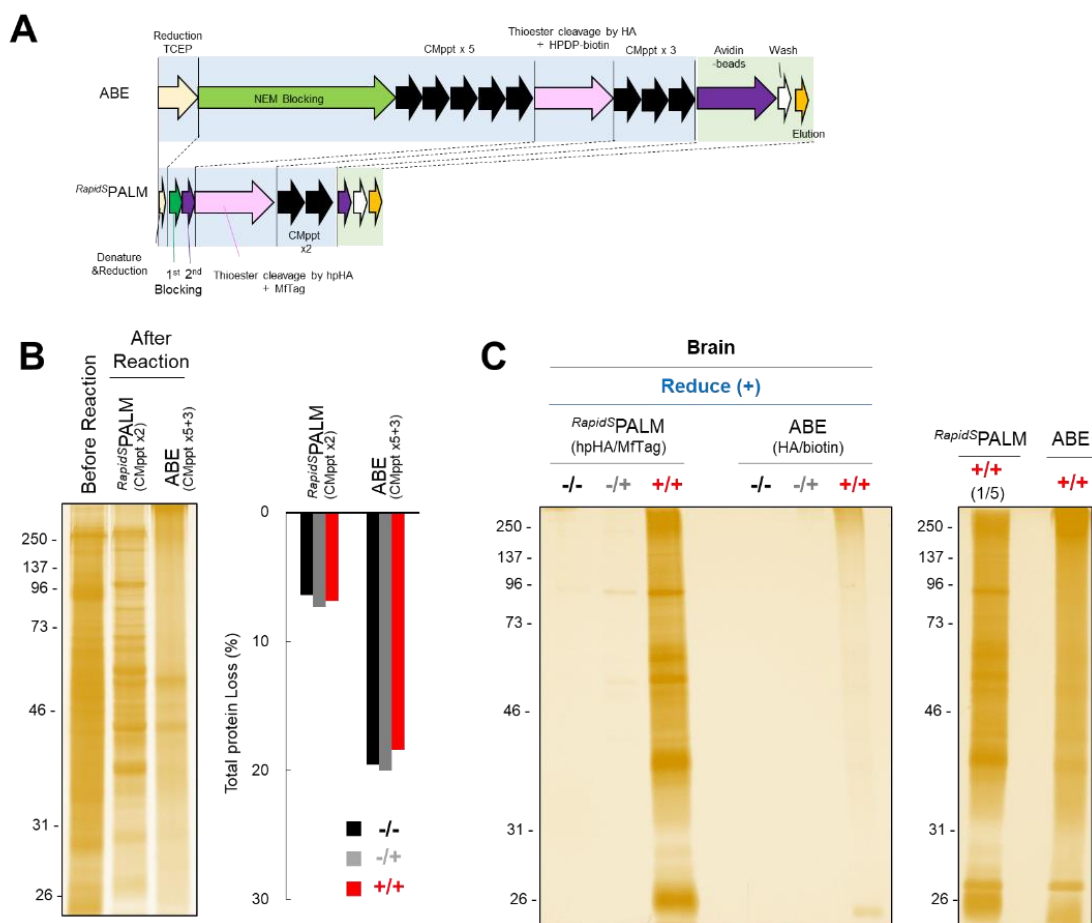 A
Reduction
TCEP
CMppt x 5
Thioester cleavage by HA
+ HPDP-biotin
CMppt x 3
Avidin
-beads
Wash
ABE
NEM Blocking
Elution
RapidSPALM
CMppt
x2
Denature
&Reduction
1st 2nd
Blocking
Thioester cleavage by hpHA
+ MfTag
B
Before Reaction
After
Reaction
RapidSPALM
(CMppt x2)
ABE
(CMppt x5+3)
250 -
137 -
96 -
73 -
46 -
31 -
26 -
RapidSPALM
(CMppt x2)
ABE
(CMppt x5+3)
Total protein Loss (%)
0
10
20
30
-/-
-/+
+/+
C
Brain
Reduce (+)
RapidSPALM
(hpHA/MfTag)
ABE
(HA/biotin)
-/- -/+ +/+
-/- -/+ +/+
250 -
137 -
96 -
73 -
46 -
31 -
26 -
RapidSPALM
+/+
(1/5)
ABE
+/+
250 -
137 -
96 -
73 -
46 -
31 -
26 -